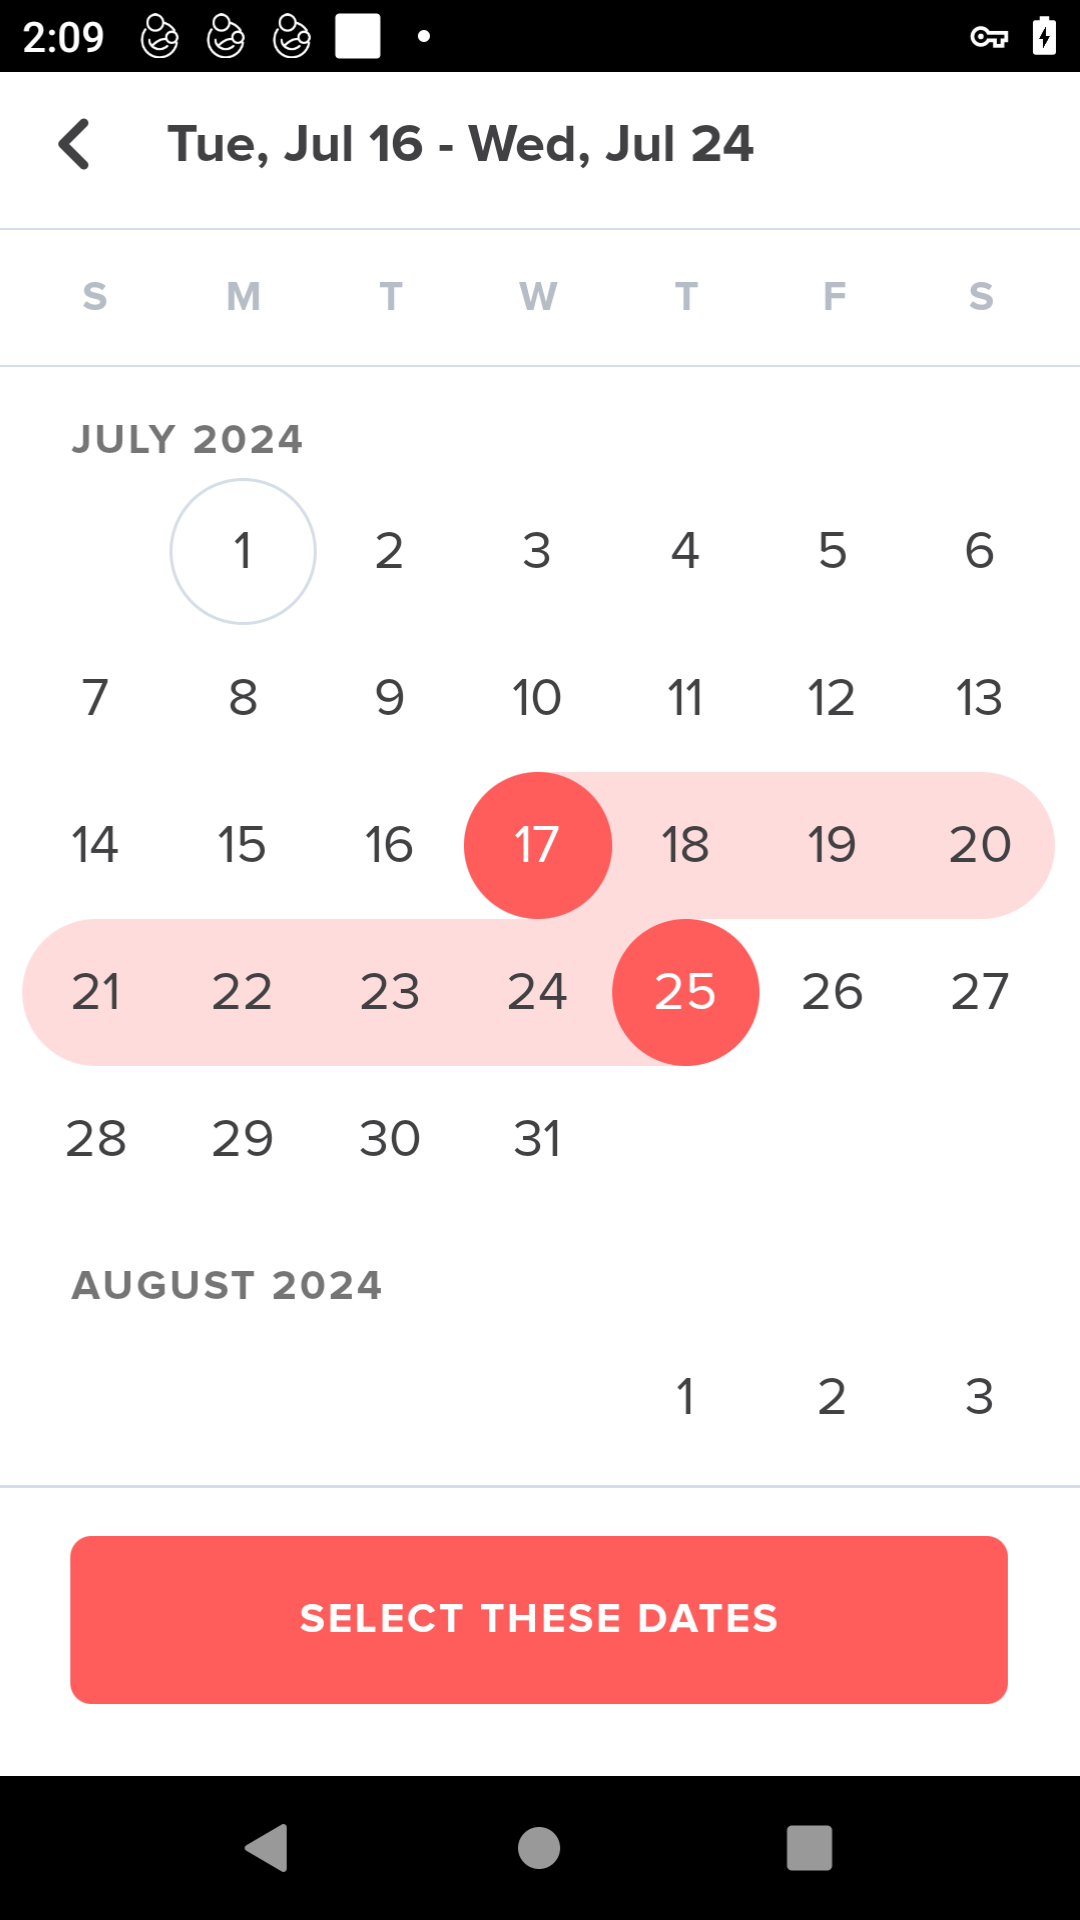 2:09
Tue, Jul 16 - Wed, Jul 24
S M T W T F S
JULY 2024
1 2 3 4 5 6
7 8 9 10 11 12 13
14 15 16 17 18 19 20
21 22 23 24 25 26 27
28 29 30 31
AUGUST 2024
1 2 3
SELECT THESE DATES